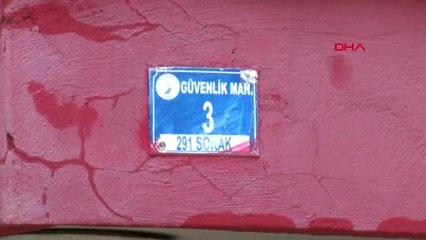 DHA
GÜVENLİK MAH.
3
291 SOKAK